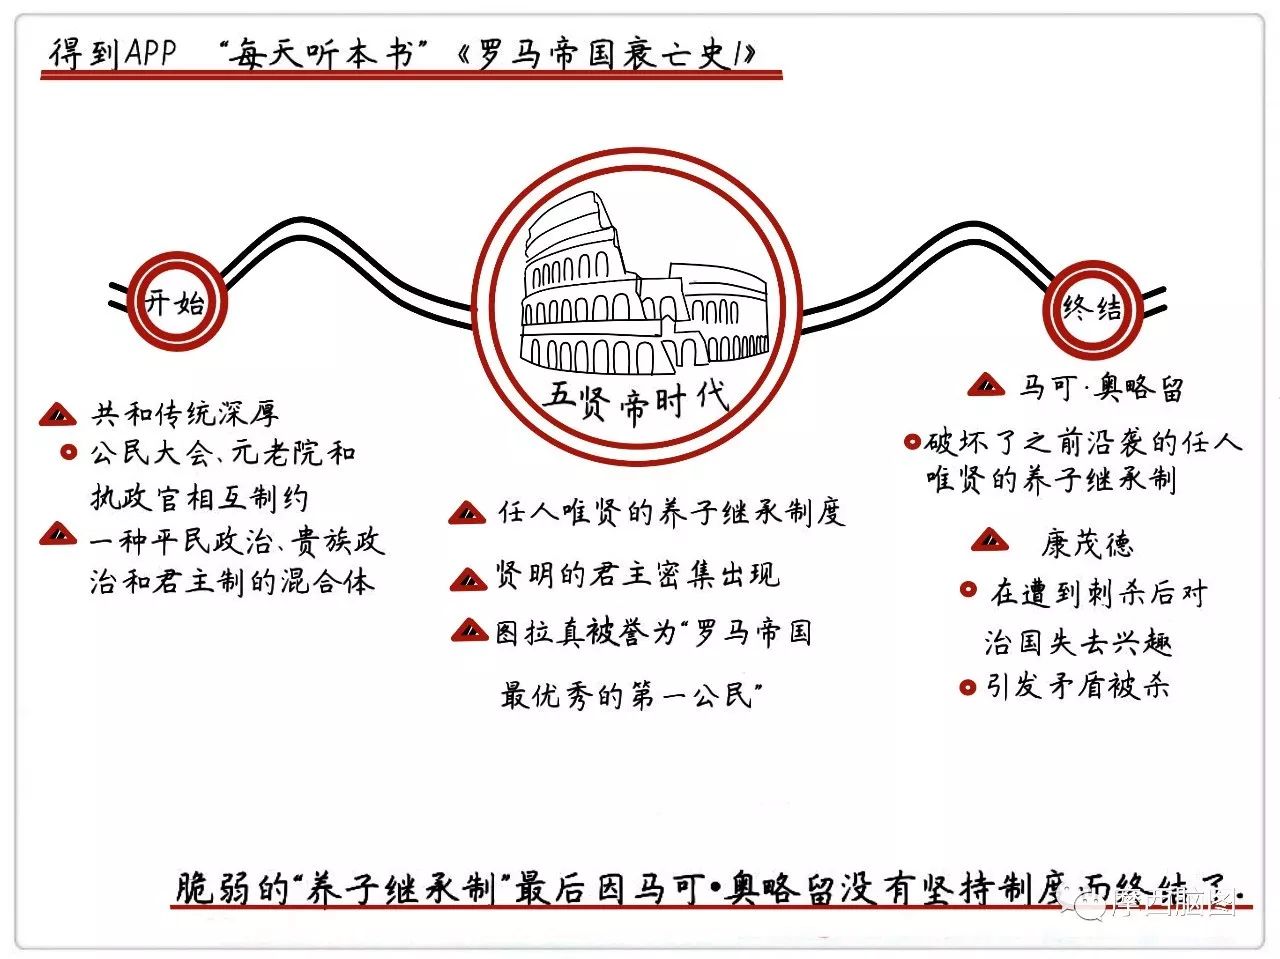 得到APP “每天听本书”《罗马帝国衰亡史1》
开始
五贤帝时代
终结
共和传统深厚
公民大会、元老院和
执政官相互制约
一种平民政治、贵族政
治和君主制的混合体
任人唯贤的养子继承制度
贤明的君主密集出现
图拉真被誉为“罗马帝国
最优秀的第一公民”
马可·奥略留
破坏了之前沿袭的任人
唯贤的养子继承制
康茂德
在遭到刺杀后对
治国失去兴趣
引发矛盾被杀
脆弱的“养子继承制”最后因马可·奥略留没有坚持制度而终结了.
摩西脑图